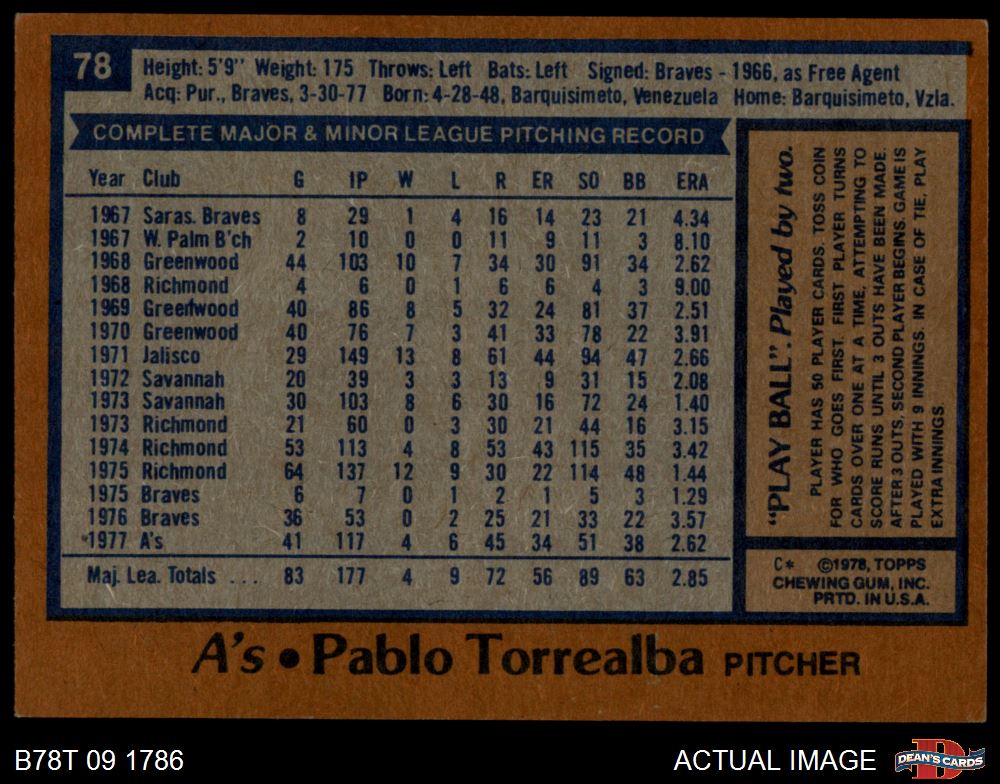 78
Height: 5'9" Weight: 175 Throws: Left Bats: Left Signed: Braves - 1966, as Free Agent
Acq: Pur., Braves, 3-30-77 Born: 4-28-48, Barquisimeto, Venezuela Home: Barquisimeto, Vzla.
COMPLETE MAJOR & MINOR LEAGUE PITCHING RECORD
Year Club G IP W L R ER SO BB ERA
1967 Saras. Braves 8 29 1 4 16 14 23 21 4.34
1967 W. Palm B'ch 2 10 0 0 11 9 11 3 8.10
1968 Greenwood 44 103 10 7 34 30 91 34 2.62
1968 Richmond 4 6 0 1 6 6 4 3 9.00
1969 Greenwood 40 86 8 5 32 24 81 37 2.51
1970 Greenwood 40 76 7 3 41 33 78 22 3.91
1971 Jalisco 29 149 13 8 61 44 94 47 2.66
1972 Savannah 20 39 3 3 13 9 31 15 2.08
1973 Savannah 30 103 8 6 30 16 72 24 1.40
1973 Richmond 21 60 0 3 30 21 44 16 3.15
1974 Richmond 53 113 4 8 53 43 115 35 3.42
1975 Richmond 64 137 12 9 30 22 114 48 1.44
1975 Braves 6 7 0 1 2 1 5 3 1.29
1976 Braves 36 53 0 2 25 21 33 22 3.57
*1977 A's 41 117 4 6 45 34 51 38 2.62
Maj. Lea. Totals ... 83 177 4 9 72 56 89 63 2.85
"PLAY BALL". Played by two.
PLAYER HAS 50 PLAYER CARDS. TOSS COIN
FOR WHO GOES FIRST. FIRST PLAYER TURNS
CARDS OVER ONE AT A TIME, ATTEMPTING TO
SCORE RUNS UNTIL 3 OUTS HAVE BEEN MADE.
AFTER 3 OUTS, SECOND PLAYER BEGINS. GAME IS
PLAYED WITH 9 INNINGS. IN CASE OF TIE, PLAY
EXTRA INNINGS.
C* ©1978, TOPPS
CHEWING GUM, INC.
PRTD. IN U.S.A.
A's • Pablo Torrealba PITCHER
B78T 09 1786
ACTUAL IMAGE
D
DEAN'S CARDS